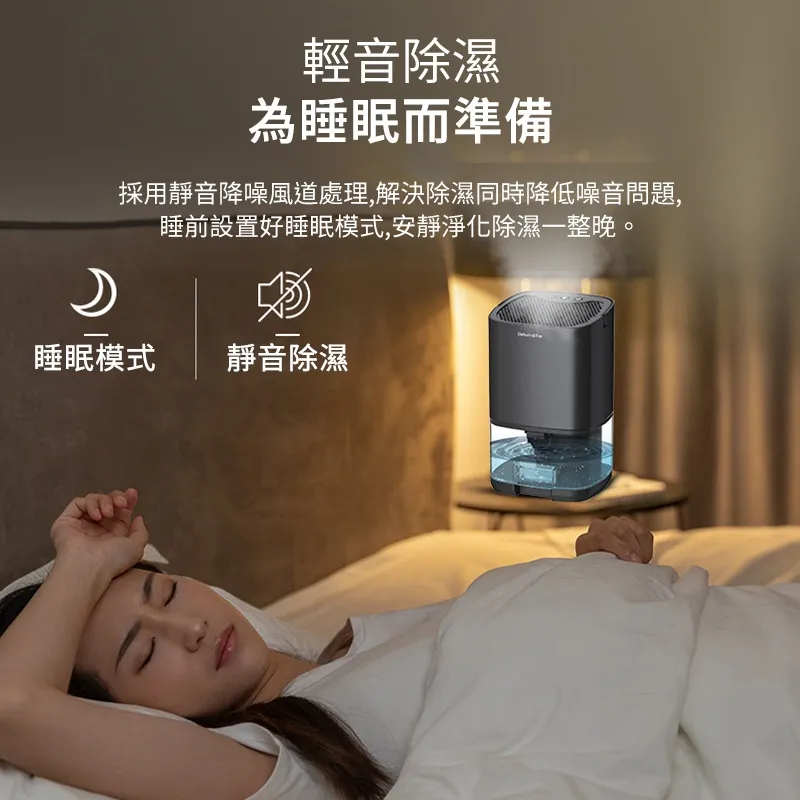 輕音除濕
為睡眠而準備
採用靜音降噪風道處理,解決除濕同時降低噪音問題,
睡前設置好睡眠模式,安靜淨化除濕一整晚。
睡眠模式
靜音除濕